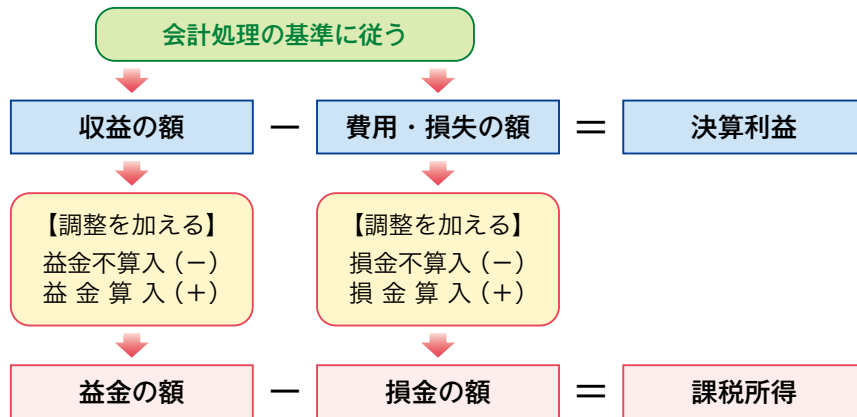 会計処理の基準に従う
収益の額 − 費用・損失の額 = 決算利益
【調整を加える】 【調整を加える】
益金不算入(−) 損金不算入(−)
益金算入(+) 損金算入(+)
益金の額 − 損金の額 = 課税所得